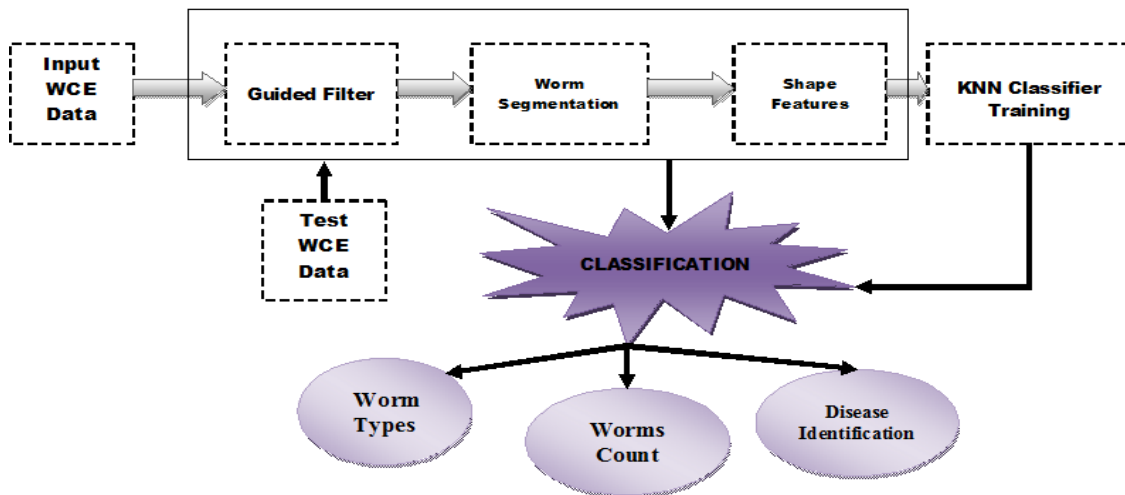 Input
WCE
Data
Guided Filter
Worm
Segmentation
Shape
Features
KNN Classifier
Training
Test
WCE
Data
CLASSIFICATION
Worm
Types
Worms
Count
Disease
Identification